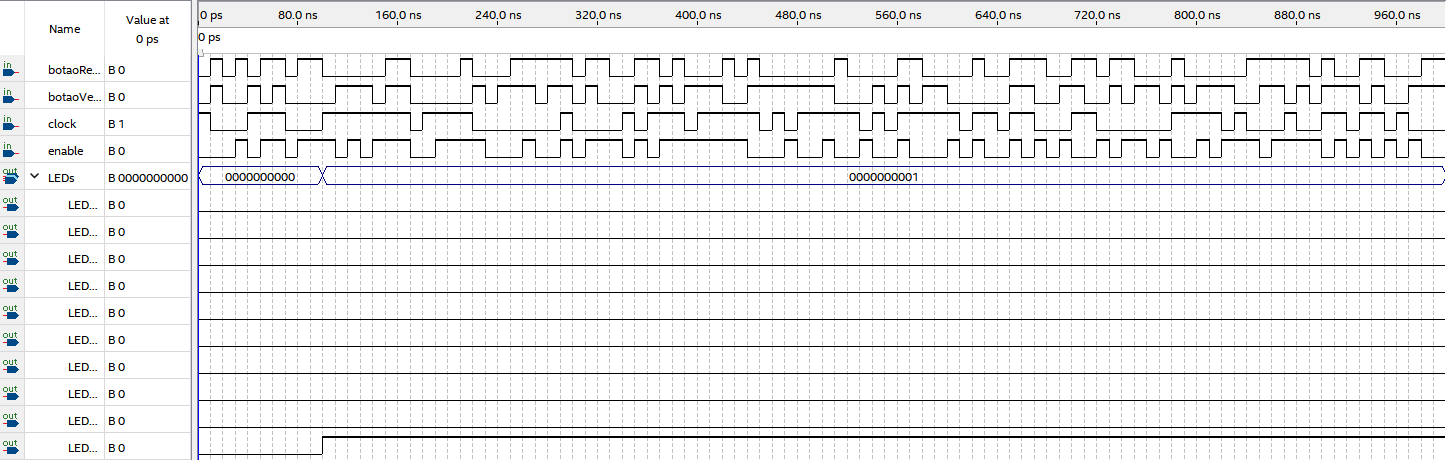 Name
Value at
0 ps
0 ps 80.0 ns 160.0 ns 240.0 ns 320.0 ns 400.0 ns 480.0 ns 560.0 ns 640.0 ns 720.0 ns 800.0 ns 880.0 ns 960.0 ns
0 ps
in botaoRe... B 0
in botaoVe... B 0
in clock B 1
in enable B 0
out LEDs B 0000000000 0000000000 0000000001
out LED... B 0
out LED... B 0
out LED... B 0
out LED... B 0
out LED... B 0
out LED... B 0
out LED... B 0
out LED... B 0
out LED... B 0
out LED... B 0